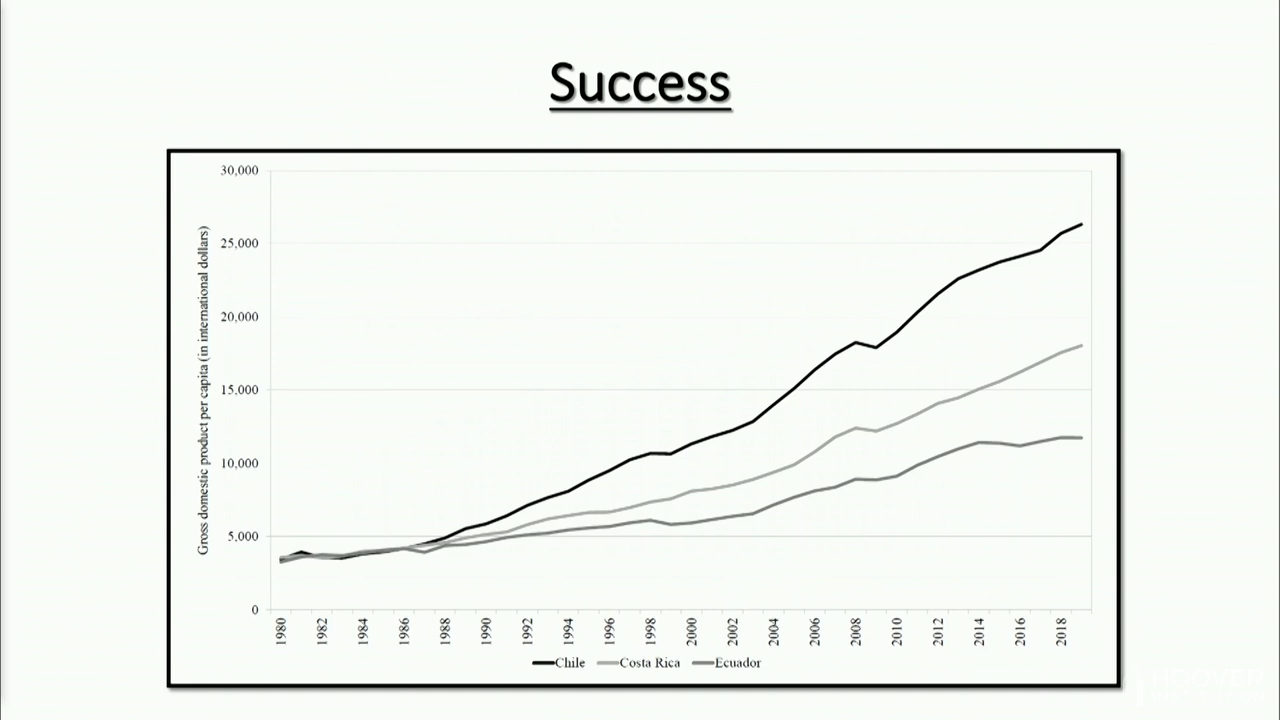 Success
30,000
25,000
20,000
15,000
10,000
5,000
0
Gross domestic product per capita (in international dollars)
1980 1982 1984 1986 1988 1990 1992 1994 1996 1998 2000 2002 2004 2006 2008 2010 2012 2014 2016 2018
Chile Costa Rica Ecuador
HOOVER